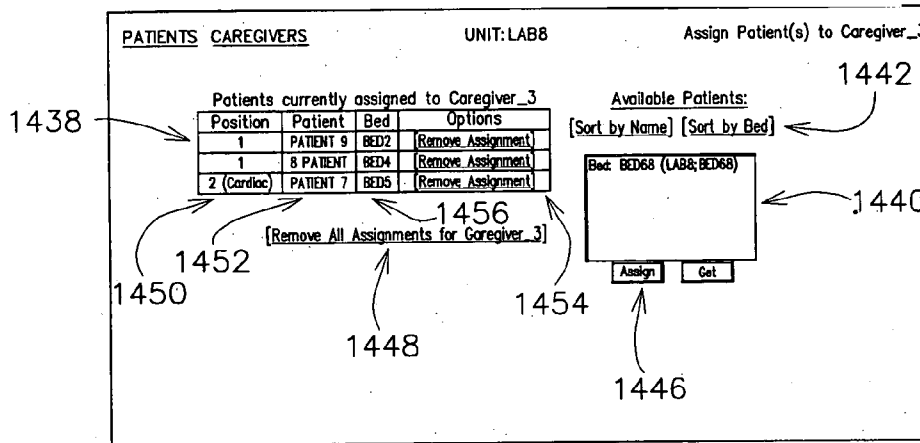 PATIENTS CAREGIVERS UNIT: LAB8 Assign Patient(s) to Caregiver_3
1442
Patients currently assigned to Caregiver_3
Available Patients:
1438
Position Patient Bed Options
[Sort by Name] [Sort by Bed]
1 PATIENT 9 BED2 [Remove Assignment]
1 8 PATIENT BED4 [Remove Assignment]
2 (Cardiac) PATIENT 7 BED5 [Remove Assignment]
Bed: BED68 (LAB8; BED68)
1440
1456
[Remove All Assignments for Caregiver_3]
1452
Assign Get
1450
1454
1448
1446